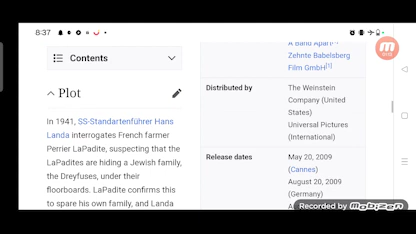 8:37
Contents
Plot
In 1941, SS-Standartenführer Hans
Landa interrogates French farmer
Perrier LaPadite, suspecting that the
LaPadites are hiding a Jewish family,
the Dreyfuses, under their
floorboards. LaPadite confirms this
to spare his own family, and Landa
A Band Apart
Zehnte Babelsberg
Film GmbH[1]
Distributed by
The Weinstein
Company (United
States)
Universal Pictures
(International)
Release dates
May 20, 2009
(Cannes)
August 20, 2009
(Germany)
Recorded by Mobizen